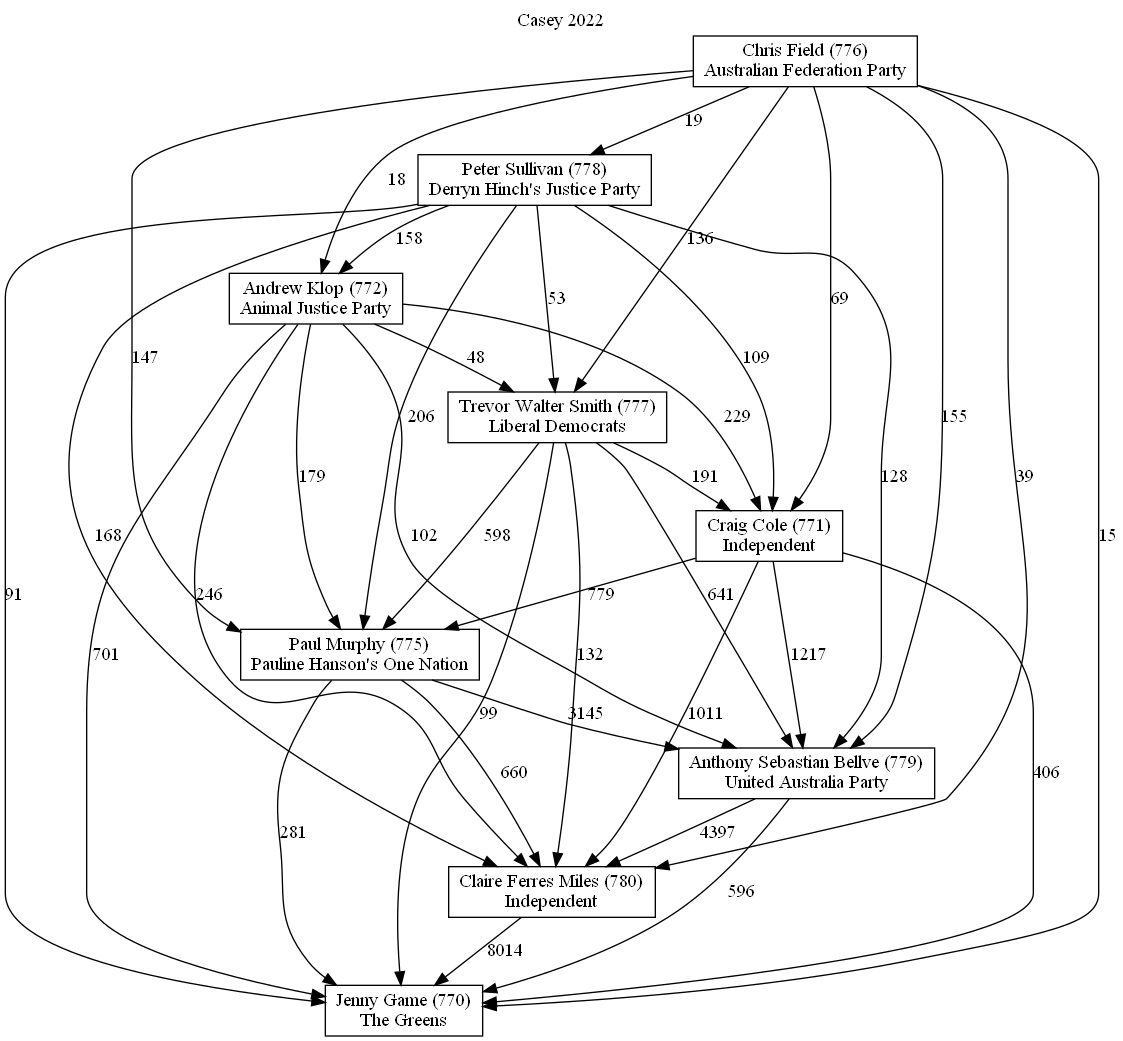 Casey 2022
Chris Field (776)
Australian Federation Party
19
Peter Sullivan (778)
Derryn Hinch's Justice Party
18
158
136
Andrew Klop (772)
Animal Justice Party
53
69
147
48
109
Trevor Walter Smith (777)
Liberal Democrats
206
229
155
179
191
128
39
Craig Cole (771)
Independent
168
102
598
15
91
246
779
641
Paul Murphy (775)
Pauline Hanson's One Nation
701
132
1217
99
3145
1011
Anthony Sebastian Bellve (779)
United Australia Party
660
406
281
4397
Claire Ferres Miles (780)
Independent
596
8014
Jenny Game (770)
The Greens